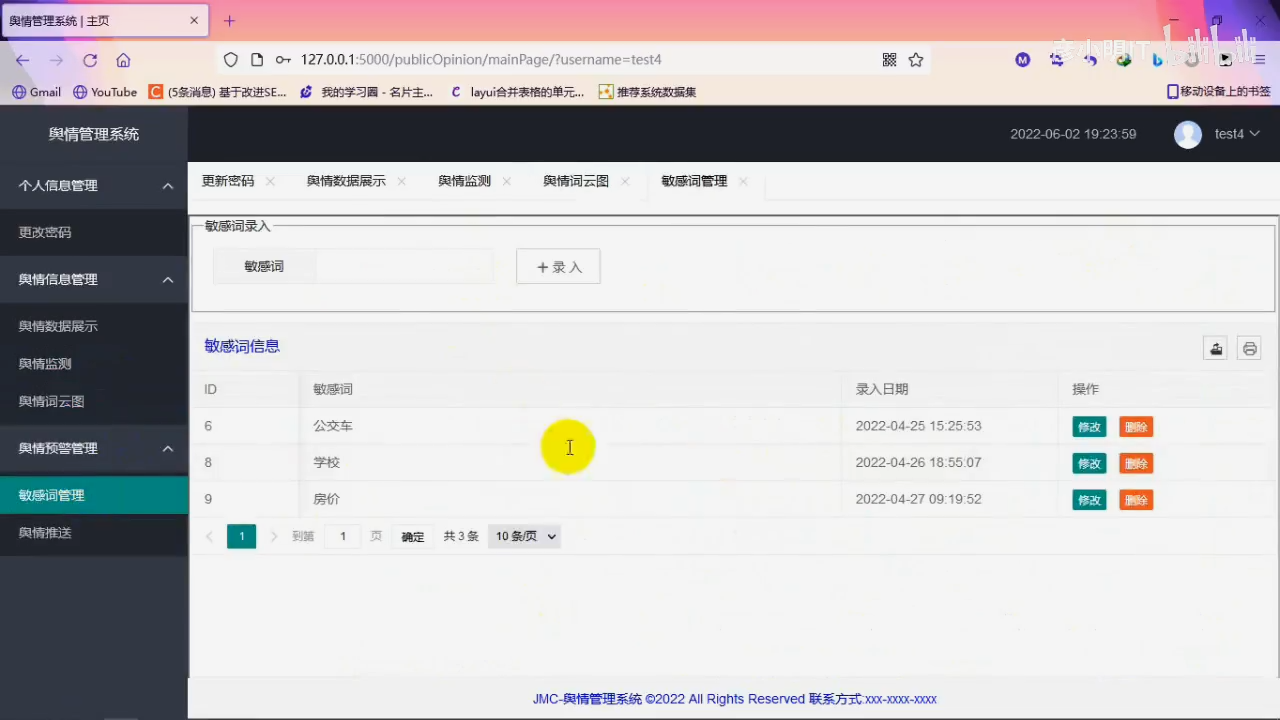 舆情管理系统 | 主页
127.0.0.1:5000/publicOpinion/mainPage/?username=test4
Gmail
YouTube
(5条消息) 基于改进SE...
我的学习圈 - 名片主...
layui合并表格的单元...
推荐系统数据集
移动设备上的书签
舆情管理系统
2022-06-02 19:23:59
test4
个人信息管理
更改密码
舆情信息管理
舆情数据展示
舆情监测
舆情词云图
舆情预警管理
敏感词管理
舆情推送
更新密码
舆情数据展示
舆情监测
舆情词云图
敏感词管理
敏感词录入
敏感词
+ 录 入
敏感词信息
ID 敏感词 录入日期 操作
6 公交车 2022-04-25 15:25:53 修改 删除
8 学校 2022-04-26 18:55:07 修改 删除
9 房价 2022-04-27 09:19:52 修改 删除
1 到第 1 页 确定 共 3 条 10 条/页
JMC-舆情管理系统 ©2022 All Rights Reserved 联系方式:xxx-xxxx-xxxx